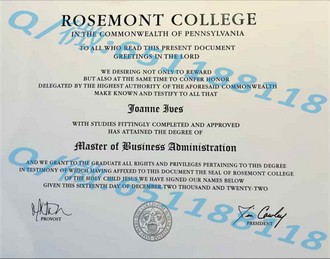 ROSEMONT COLLEGE
IN THE COMMONWEALTH OF PENNSYLVANIA
TO ALL WHO READ THIS PRESENT DOCUMENT
GREETINGS IN THE LORD
WE DESIRING NOT ONLY TO REWARD
BUT ALSO AT THE SAME TIME TO CONFER HONOR
DELEGATED BY THE HIGHEST AUTHORITY OF THE AFORESAID COMMONWEALTH
MAKE KNOWN AND TESTIFY TO ALL THAT
Joanne Ives
WITH STUDIES FITTINGLY COMPLETED AND APPROVED
HAS ATTAINED THE DEGREE OF
Master of Business Administration
AND WE GRANT TO THE GRADUATE ALL RIGHTS AND PRIVILEGES PERTAINING TO THIS DEGREE
IN TESTIMONY OF WHICH HAVING AFFIXED TO THIS DOCUMENT THE SEAL OF ROSEMONT COLLEGE
OF THE HOLY CHILD JESUS WE HAVE SIGNED OUR NAMES BELOW
GIVEN THIS SIXTEENTH DAY OF DECEMBER TWO THOUSAND AND TWENTY-TWO
PROVOST
PRESIDENT